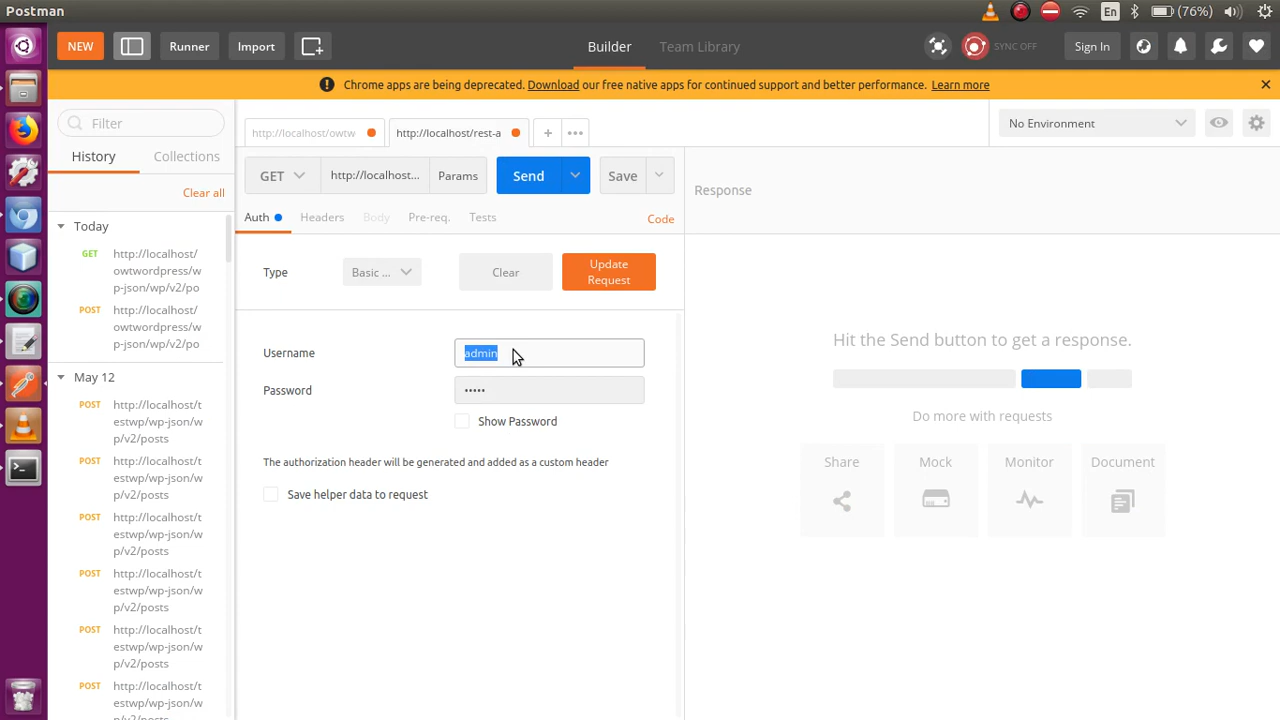 Postman
En
(76%)
NEW
Runner
Import
Builder
Team Library
SYNC OFF
Sign In
Chrome apps are being deprecated. Download our free native apps for continued support and better performance. Learn more
Filter
History
Collections
Clear all
Today
GET
http://localhost/
owtwordpress/w
p-json/wp/v2/po
POST
http://localhost/
owtwordpress/w
p-json/wp/v2/po
May 12
POST
http://localhost/t
estwp/wp-json/w
p/v2/posts
POST
http://localhost/t
estwp/wp-json/w
p/v2/posts
POST
http://localhost/t
estwp/wp-json/w
p/v2/posts
POST
http://localhost/t
estwp/wp-json/w
p/v2/posts
POST
http://localhost/t
estwp/wp-json/w
p/v2/posts
POST
http://localhost/t
estwp/wp-json/w
p/v2/posts
http://localhost/owtw
http://localhost/rest-a
No Environment
GET
http://localhost...
Params
Send
Save
Auth
Headers
Body
Pre-req.
Tests
Code
Type
Basic ...
Clear
Update
Request
Username
admin
Password
•••••
Show Password
The authorization header will be generated and added as a custom header
Save helper data to request
Response
Hit the Send button to get a response.
Do more with requests
Share
Mock
Monitor
Document